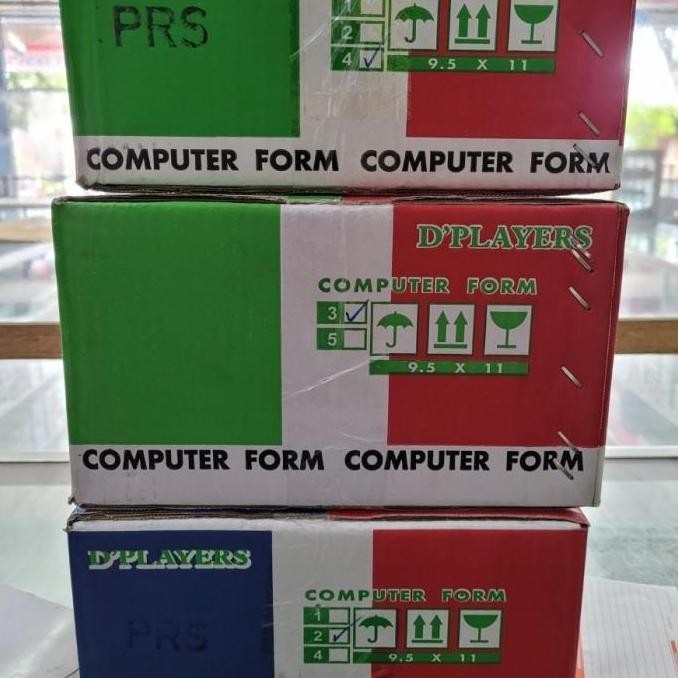 PRS
1
2
4 ✓
9.5 X 11
COMPUTER FORM COMPUTER FORM
D'PLAYERS
COMPUTER FORM
3 ✓
5
9.5 X 11
COMPUTER FORM COMPUTER FORM
D'PLAYERS
PRS
COMPUTER FORM
1
2 ✓
4
9.5 X 11